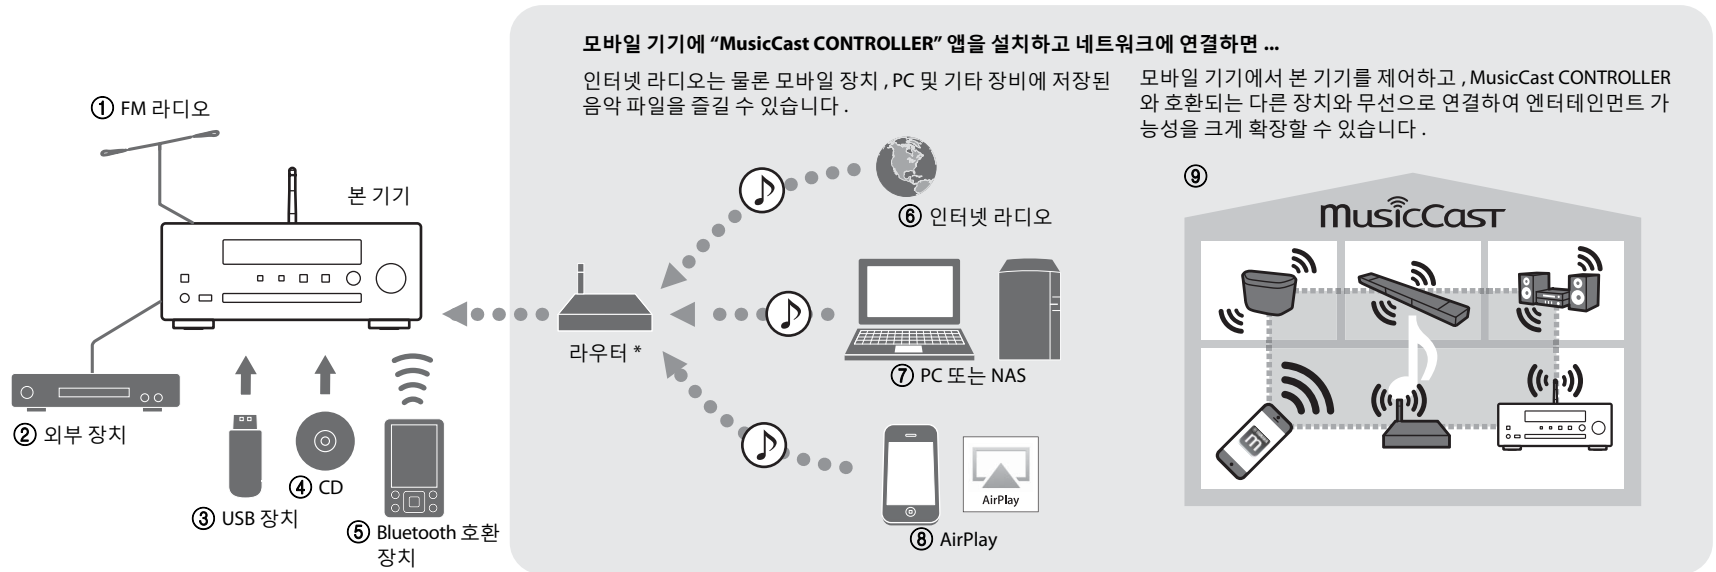 모바일 기기에 “MusicCast CONTROLLER” 앱을 설치하고 네트워크에 연결하면 ...
인터넷 라디오는 물론 모바일 장치 , PC 및 기타 장비에 저장된
음악 파일을 즐길 수 있습니다 .
모바일 기기에서 본 기기를 제어하고 , MusicCast CONTROLLER
와 호환되는 다른 장치와 무선으로 연결하여 엔터테인먼트 가
능성을 크게 확장할 수 있습니다 .
① FM 라디오
본 기기
② 외부 장치
③ USB 장치
④ CD
⑤ Bluetooth 호환
장치
라우터 *
⑥ 인터넷 라디오
⑦ PC 또는 NAS
AirPlay
⑧ AirPlay
⑨
MusicCast